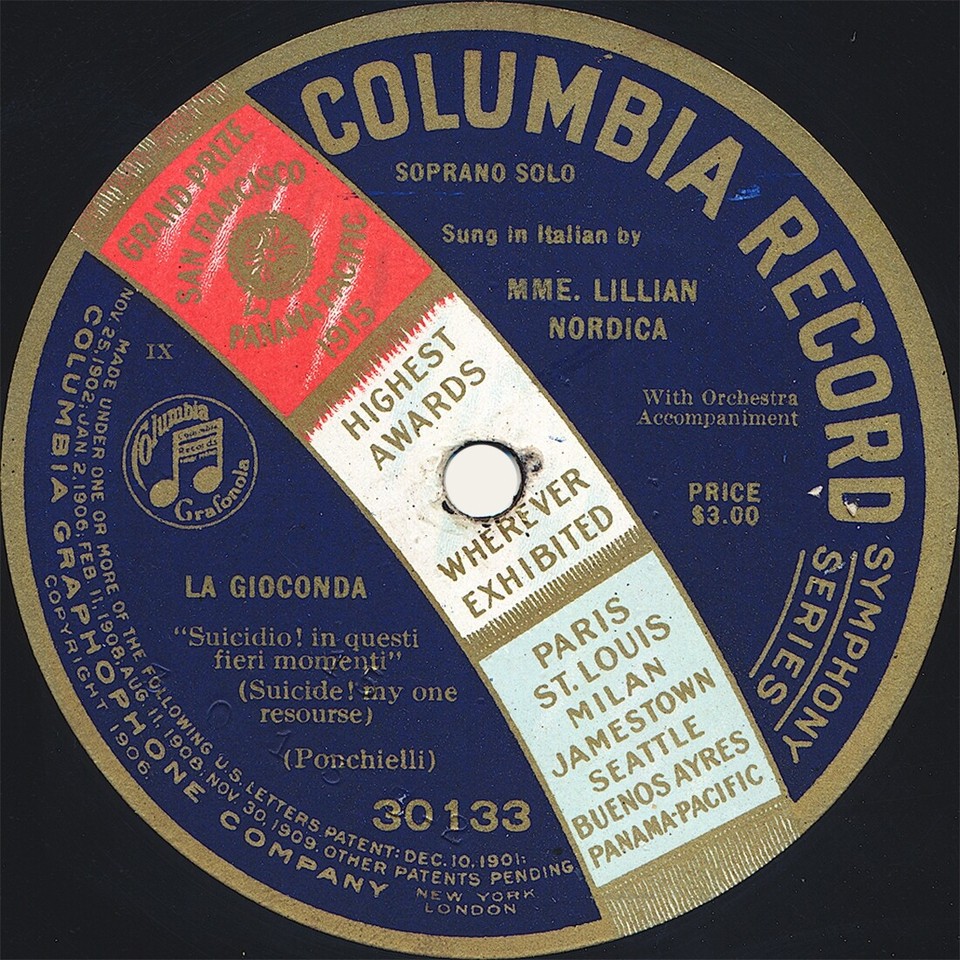 COLUMBIA RECORD
SYMPHONY
SERIES
SOPRANO SOLO
Sung in Italian by
MME. LILLIAN
NORDICA
With Orchestra
Accompaniment
PRICE
$3.00
GRAND PRIZE
SAN FRANCISCO
PANAMA-PACIFIC
1915
HIGHEST
AWARDS
WHEREVER
EXHIBITED
PARIS
ST. LOUIS
MILAN
JAMESTOWN
SEATTLE
BUENOS AYRES
PANAMA-PACIFIC
IX
Columbia
Records
Grafonola
LA GIOCONDA
"Suicidio! in questi
fieri momenti"
(Suicide! my one
resourse)
(Ponchielli)
30133
MADE UNDER ONE OR MORE OF THE FOLLOWING U.S. LETTERS PATENT: DEC. 10, 1901:
NOV. 25, 1902; JAN. 2, 1906; FEB. 11, 1908; AUG. 11, 1908; NOV. 30, 1909. OTHER PATENTS PENDING
COLUMBIA GRAPHOPHONE COMPANY
NEW YORK
LONDON
COPYRIGHT 1906.